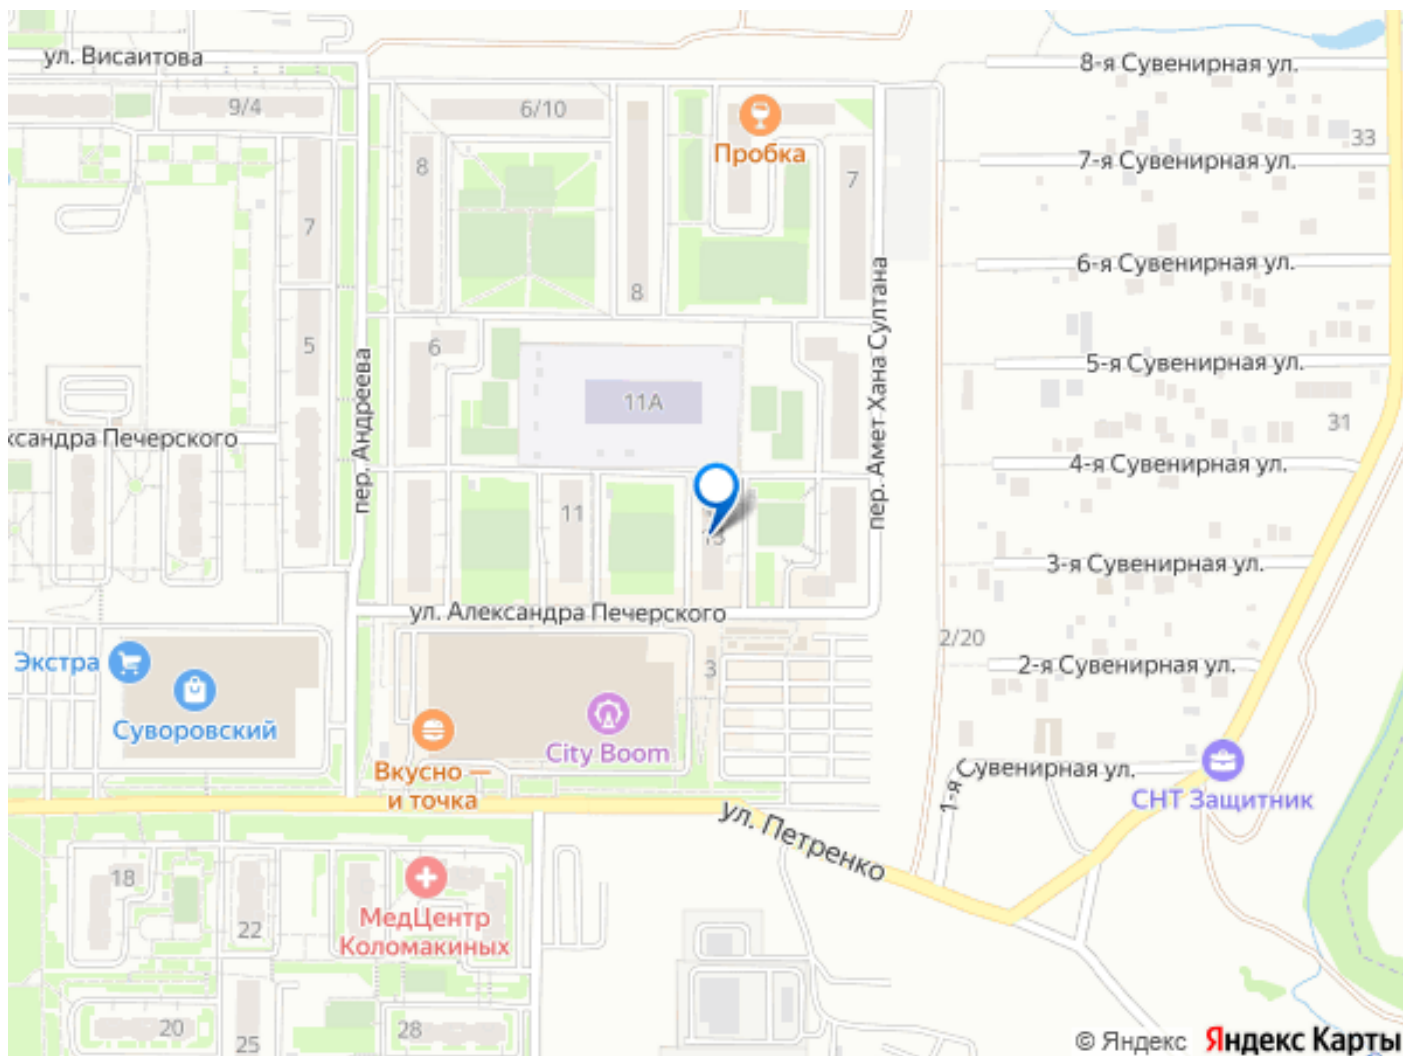 ул. Висаитова
8-я Сувенирная ул.
9/4
6/10
33
Пробка
7-я Сувенирная ул.
8
7
7
6-я Сувенирная ул.
8
пер. Амет Хана Султана
6
5
пер. Андреева
5-я Сувенирная ул.
11А
31
ксандра Печерского
4-я Сувенирная ул.
11
3-я Сувенирная ул.
ул. Александра Печерского
2/20
Экстра
3
2-я Сувенирная ул.
Суворовский
City Boom
Вкусно —
и точка
1-я Сувенирная ул.
СНТ Защитник
ул. Петренко
18
МедЦентр
Коломакиных
22
20
28
25
© Яндекс Яндекс Карты